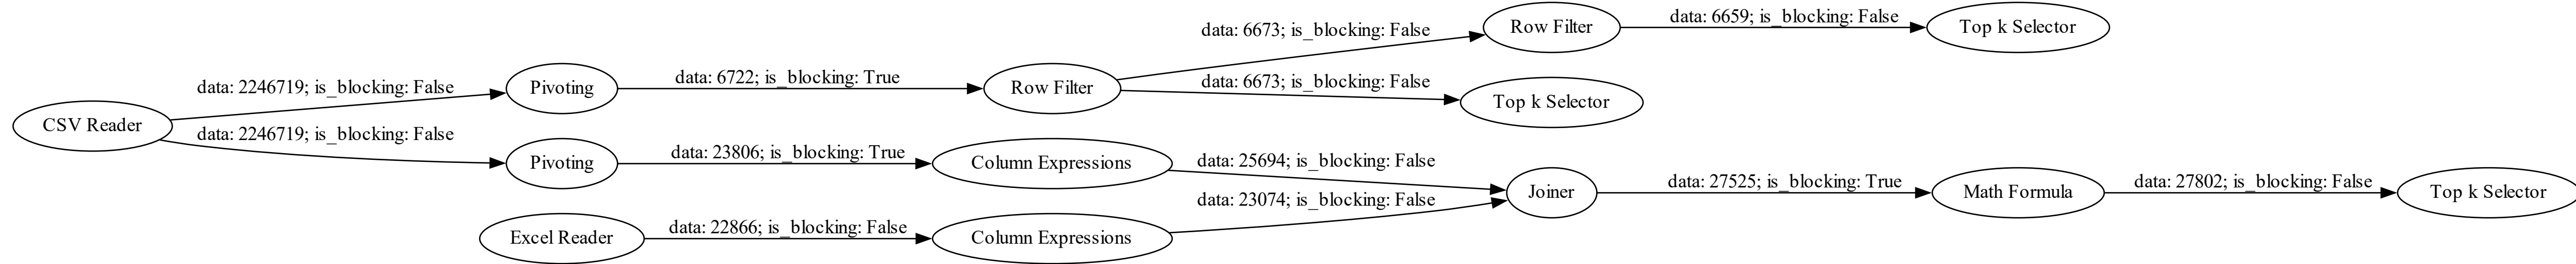 data: 6659; is_blocking: False
Row Filter
Top k Selector
data: 6673; is_blocking: False
data: 2246719; is_blocking: False
Pivoting
data: 6722; is_blocking: True
Row Filter
data: 6673; is_blocking: False
Top k Selector
CSV Reader
data: 2246719; is_blocking: False
Pivoting
data: 23806; is_blocking: True
Column Expressions
data: 25694; is_blocking: False
Joiner
data: 27525; is_blocking: True
Math Formula
data: 27802; is_blocking: False
Top k Selector
data: 23074; is_blocking: False
Excel Reader
data: 22866; is_blocking: False
Column Expressions